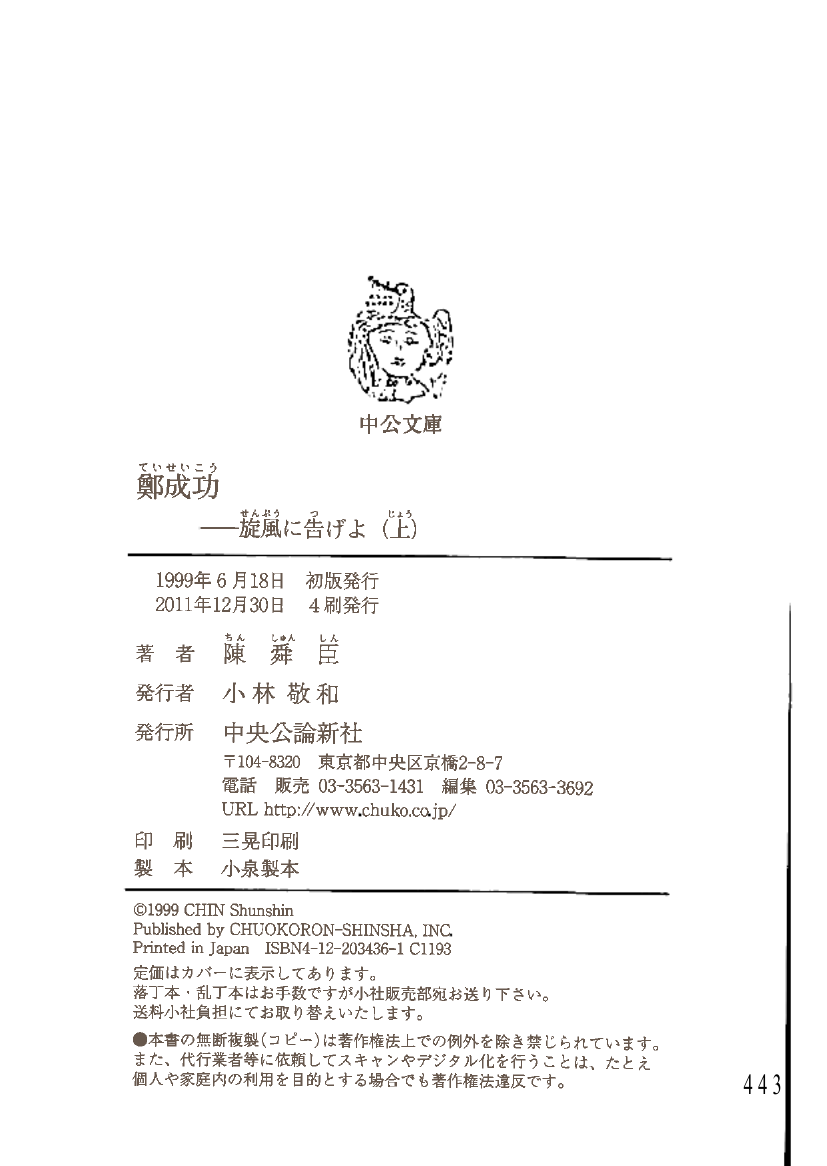 中公文庫
ていせいこう
鄭成功
せんぷう つ じょう
——旋風に告げよ（上）
1999年6月18日 初版発行
2011年12月30日 4刷発行
ちん しゅん しん
著者 陳舜臣
発行者 小林敬和
発行所 中央公論新社
〒104-8320 東京都中央区京橋2-8-7
電話 販売 03-3563-1431 編集 03-3563-3692
URL http://www.chuko.co.jp/
印刷 三晃印刷
製本 小泉製本
©1999 CHIN Shunshin
Published by CHUOKORON-SHINSHA, INC.
Printed in Japan ISBN4-12-203436-1 C1193
定価はカバーに表示してあります。
落丁本・乱丁本はお手数ですが小社販売部宛お送り下さい。
送料小社負担にてお取り替えいたします。
●本書の無断複製（コピー）は著作権法上での例外を除き禁じられています。
また、代行業者等に依頼してスキャンやデジタル化を行うことは、たとえ
個人や家庭内の利用を目的とする場合でも著作権法違反です。
443